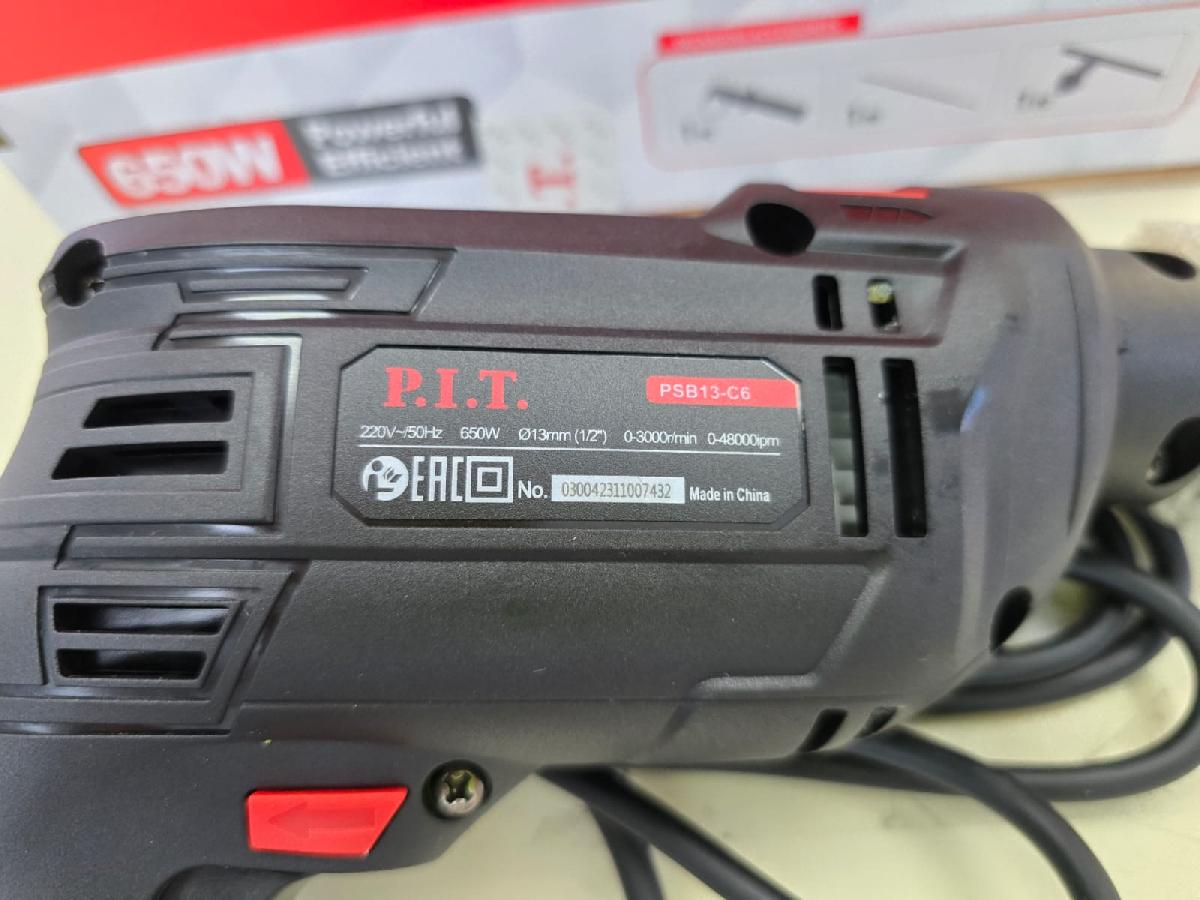 650W
Powerful
Efficient
P.I.T.
PSB13-C6
220V~/50Hz 650W Ø13mm (1/2") 0-3000r/min 0-48000ipm
EAC No. 030042311007432 Made in China